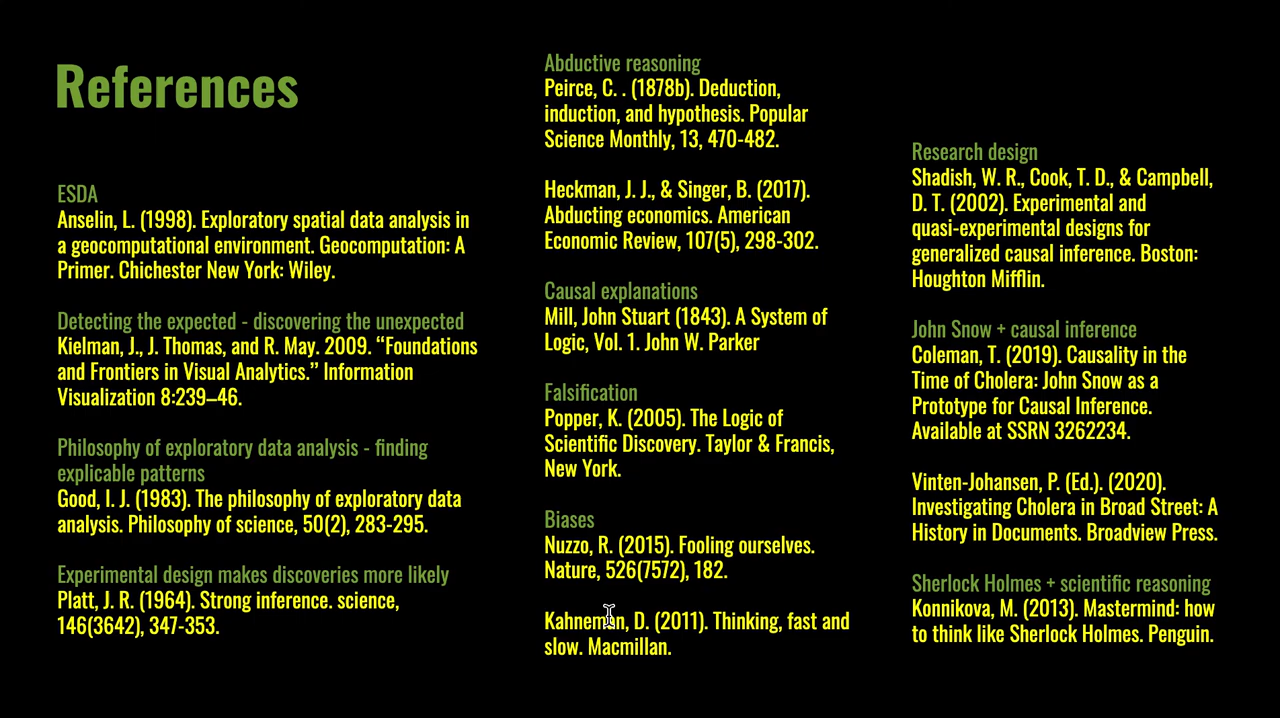 References
ESDA
Anselin, L. (1998). Exploratory spatial data analysis in
a geocomputational environment. Geocomputation: A
Primer. Chichester New York: Wiley.
Detecting the expected - discovering the unexpected
Kielman, J., J. Thomas, and R. May. 2009. “Foundations
and Frontiers in Visual Analytics.” Information
Visualization 8:239–46.
Philosophy of exploratory data analysis - finding
explicable patterns
Good, I. J. (1983). The philosophy of exploratory data
analysis. Philosophy of science, 50(2), 283-295.
Experimental design makes discoveries more likely
Platt, J. R. (1964). Strong inference. science,
146(3642), 347-353.
Abductive reasoning
Peirce, C. . (1878b). Deduction,
induction, and hypothesis. Popular
Science Monthly, 13, 470-482.
Heckman, J. J., & Singer, B. (2017).
Abducting economics. American
Economic Review, 107(5), 298-302.
Causal explanations
Mill, John Stuart (1843). A System of
Logic, Vol. 1. John W. Parker
Falsification
Popper, K. (2005). The Logic of
Scientific Discovery. Taylor & Francis,
New York.
Biases
Nuzzo, R. (2015). Fooling ourselves.
Nature, 526(7572), 182.
Kahneman, D. (2011). Thinking, fast and
slow. Macmillan.
Research design
Shadish, W. R., Cook, T. D., & Campbell,
D. T. (2002). Experimental and
quasi-experimental designs for
generalized causal inference. Boston:
Houghton Mifflin.
John Snow + causal inference
Coleman, T. (2019). Causality in the
Time of Cholera: John Snow as a
Prototype for Causal Inference.
Available at SSRN 3262234.
Vinten-Johansen, P. (Ed.). (2020).
Investigating Cholera in Broad Street: A
History in Documents. Broadview Press.
Sherlock Holmes + scientific reasoning
Konnikova, M. (2013). Mastermind: how
to think like Sherlock Holmes. Penguin.